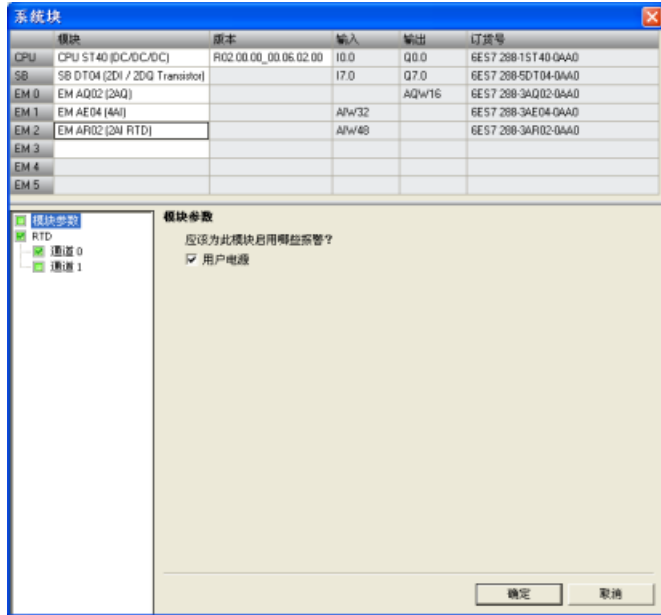 系统块
模块 版本 输入 输出 订货号
CPU CPU ST40 (DC/DC/DC) R02.00.00_00.06.02.00 I0.0 Q0.0 6ES7 288-1ST40-0AA0
SB SB DT04 (2DI / 2DQ Transistor) I7.0 Q7.0 6ES7 288-5DT04-0AA0
EM 0 EM AQ02 (2AQ) AQW16 6ES7 288-3AQ02-0AA0
EM 1 EM AE04 (4AI) AIW32 6ES7 288-3AE04-0AA0
EM 2 EM AR02 (2AI RTD) AIW48 6ES7 288-3AR02-0AA0
EM 3
EM 4
EM 5
模块参数
RTD
通道 0
通道 1
模块参数
应该为此模块启用哪些报警?
用户电源
确定 取消